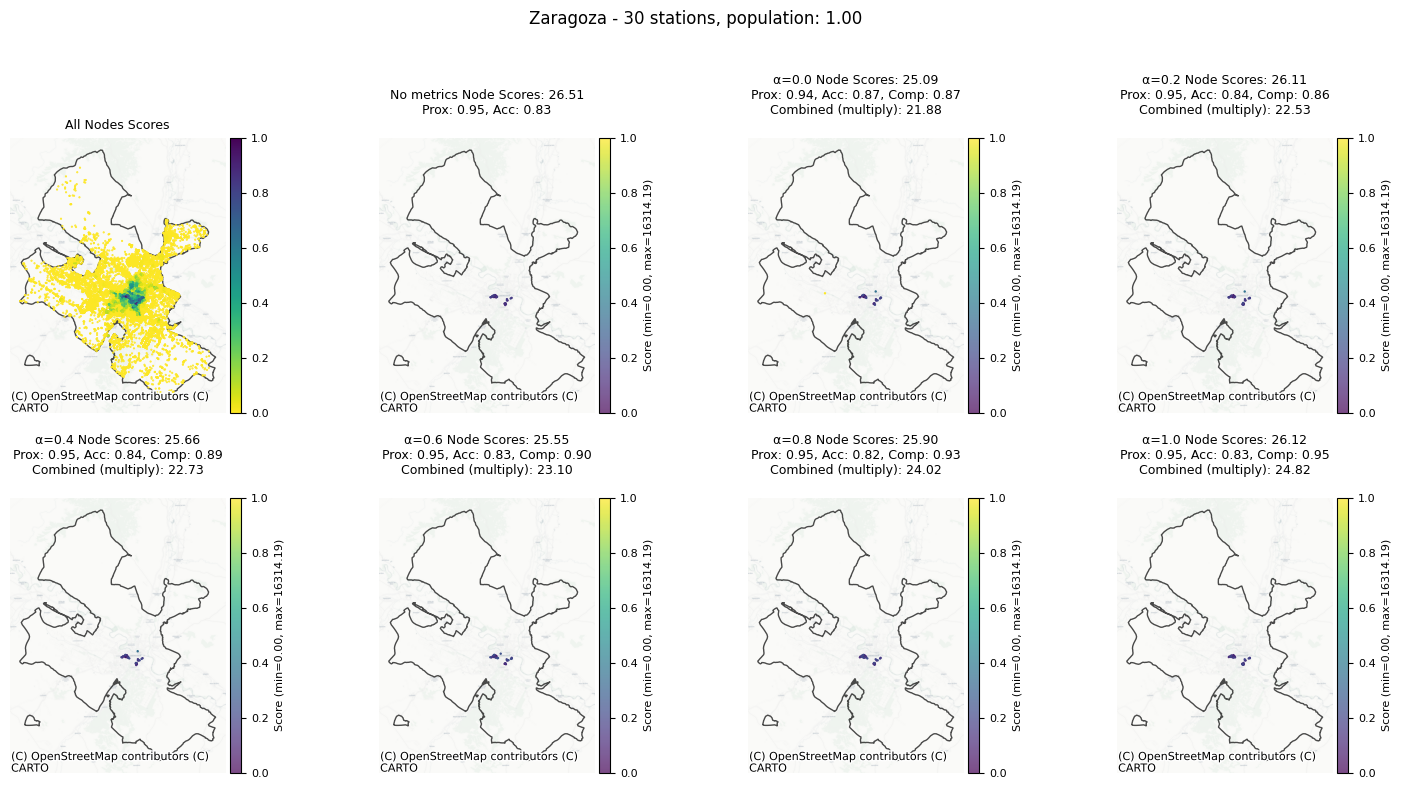 Zaragoza - 30 stations, population: 1.00
All Nodes Scores
1.0
0.8
0.6
0.4
0.2
0.0
(C) OpenStreetMap contributors (C)
CARTO
No metrics Node Scores: 26.51
Prox: 0.95, Acc: 0.83
1.0
0.8
0.6
0.4
0.2
0.0
Score (min=0.00, max=16314.19)
(C) OpenStreetMap contributors (C)
CARTO
α=0.0 Node Scores: 25.09
Prox: 0.94, Acc: 0.87, Comp: 0.87
Combined (multiply): 21.88
1.0
0.8
0.6
0.4
0.2
0.0
Score (min=0.00, max=16314.19)
(C) OpenStreetMap contributors (C)
CARTO
α=0.2 Node Scores: 26.11
Prox: 0.95, Acc: 0.84, Comp: 0.86
Combined (multiply): 22.53
1.0
0.8
0.6
0.4
0.2
0.0
Score (min=0.00, max=16314.19)
(C) OpenStreetMap contributors (C)
CARTO
α=0.4 Node Scores: 25.66
Prox: 0.95, Acc: 0.84, Comp: 0.89
Combined (multiply): 22.73
1.0
0.8
0.6
0.4
0.2
0.0
Score (min=0.00, max=16314.19)
(C) OpenStreetMap contributors (C)
CARTO
α=0.6 Node Scores: 25.55
Prox: 0.95, Acc: 0.83, Comp: 0.90
Combined (multiply): 23.10
1.0
0.8
0.6
0.4
0.2
0.0
Score (min=0.00, max=16314.19)
(C) OpenStreetMap contributors (C)
CARTO
α=0.8 Node Scores: 25.90
Prox: 0.95, Acc: 0.82, Comp: 0.93
Combined (multiply): 24.02
1.0
0.8
0.6
0.4
0.2
0.0
Score (min=0.00, max=16314.19)
(C) OpenStreetMap contributors (C)
CARTO
α=1.0 Node Scores: 26.12
Prox: 0.95, Acc: 0.83, Comp: 0.95
Combined (multiply): 24.82
1.0
0.8
0.6
0.4
0.2
0.0
Score (min=0.00, max=16314.19)
(C) OpenStreetMap contributors (C)
CARTO